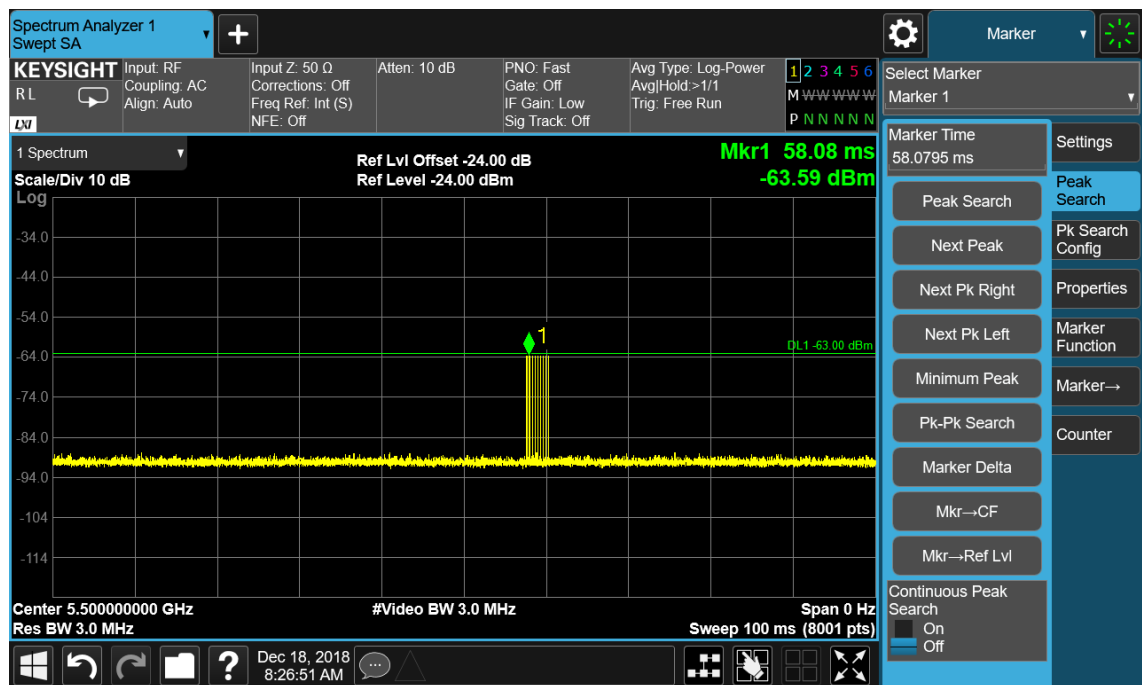 Spectrum Analyzer 1
Swept SA
+
Marker
KEYSIGHT
R L
LXI
Input: RF
Coupling: AC
Align: Auto
Input Z: 50 Ω
Corrections: Off
Freq Ref: Int (S)
NFE: Off
Atten: 10 dB
PNO: Fast
Gate: Off
IF Gain: Low
Sig Track: Off
Avg Type: Log-Power
Avg|Hold:>1/1
Trig: Free Run
1 2 3 4 5 6
M W W W W W
P N N N N N
Select Marker
Marker 1
1 Spectrum
Scale/Div 10 dB
Log
Ref Lvl Offset -24.00 dB
Ref Level -24.00 dBm
Mkr1 58.08 ms
-63.59 dBm
-34.0
-44.0
-54.0
-64.0
-74.0
-84.0
-94.0
-104
-114
1
DL1 -63.00 dBm
Center 5.500000000 GHz
Res BW 3.0 MHz
#Video BW 3.0 MHz
Span 0 Hz
Sweep 100 ms (8001 pts)
Marker Time
58.0795 ms
Peak Search
Next Peak
Next Pk Right
Next Pk Left
Minimum Peak
Pk-Pk Search
Marker Delta
Mkr→CF
Mkr→Ref Lvl
Continuous Peak
Search
On
Off
Settings
Peak
Search
Pk Search
Config
Properties
Marker
Function
Marker→
Counter
?
Dec 18, 2018
8:26:51 AM